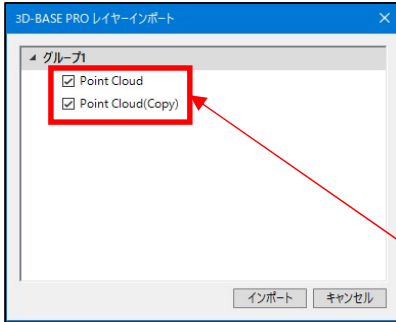 3D-BASE PRO レイヤーインポート
グループ1
Point Cloud
Point Cloud(Copy)
インポート
キャンセル